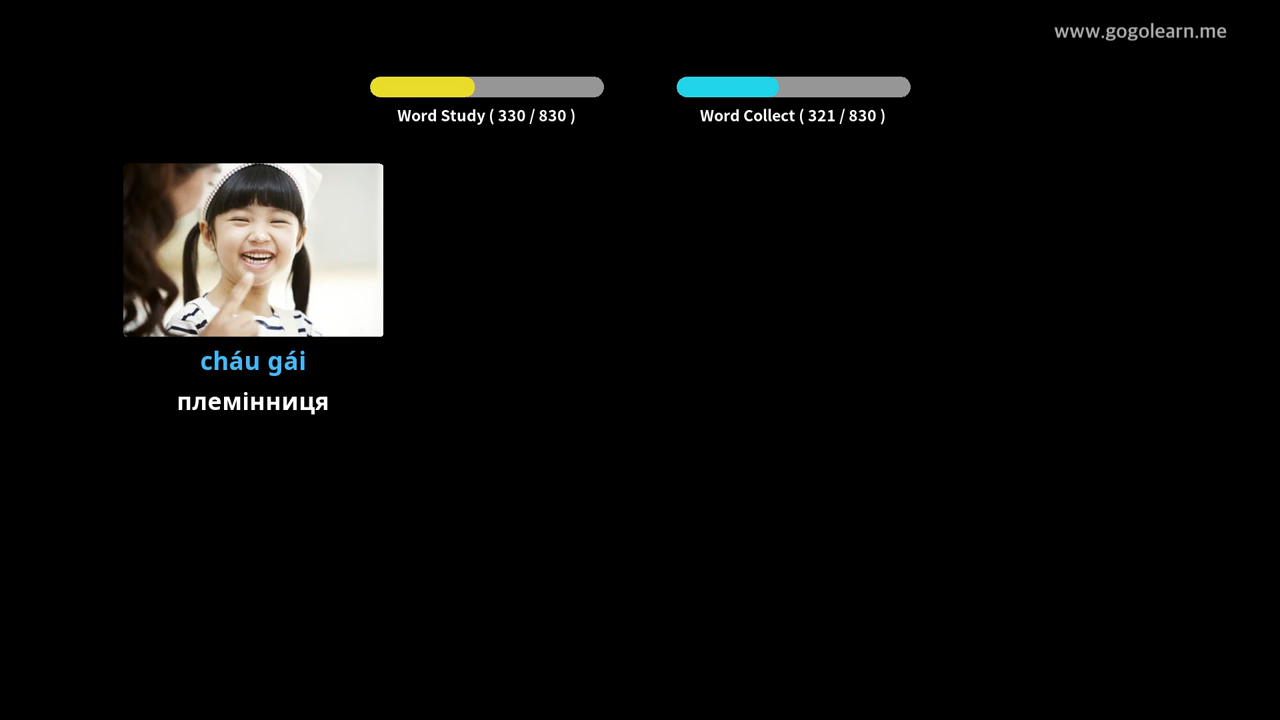 www.gogolearn.me
Word Study ( 330 / 830 )
Word Collect ( 321 / 830 )
cháu gái
племінниця